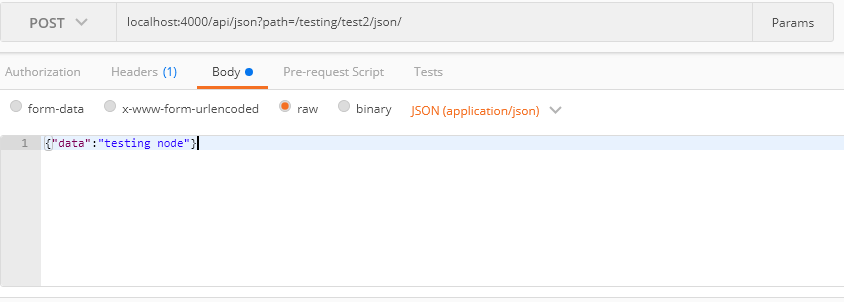 POST localhost:4000/api/json?path=/testing/test2/json/ Params
Authorization Headers (1) Body Pre-request Script Tests
form-data x-www-form-urlencoded raw binary JSON (application/json)
1 {"data":"testing node"}